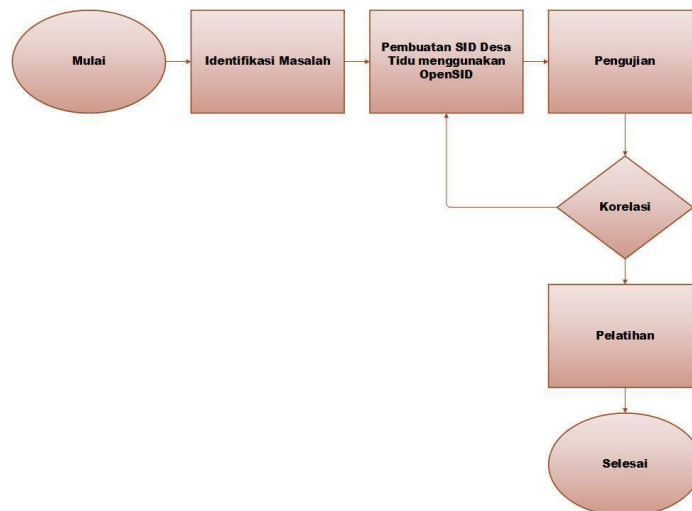 Mulai
Identifikasi Masalah
Pembuatan SID Desa
Tidu menggunakan
OpenSID
Pengujian
Korelasi
Pelatihan
Selesai